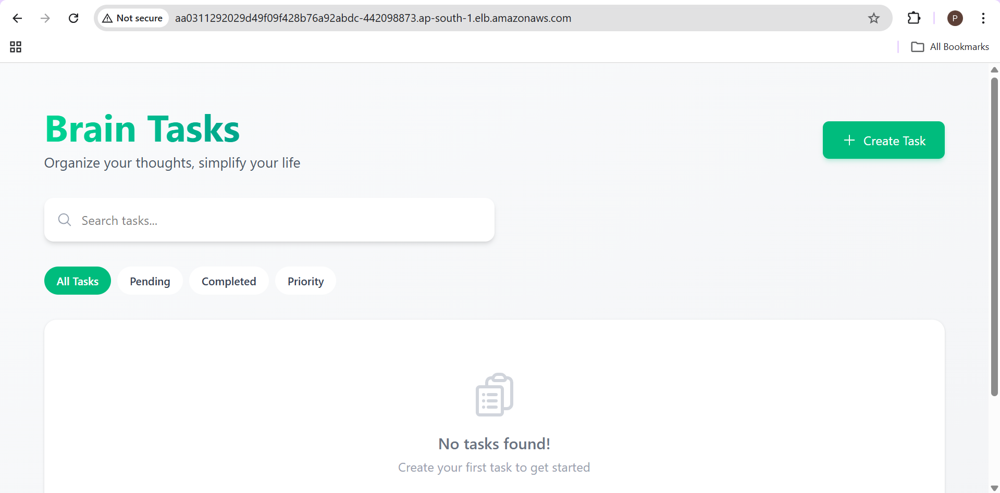 Not secure aa0311292029d49f09f428b76a92abdc-442098873.ap-south-1.elb.amazonaws.com P
All Bookmarks
Brain Tasks
Create Task
Organize your thoughts, simplify your life
Search tasks...
All Tasks Pending Completed Priority
No tasks found!
Create your first task to get started